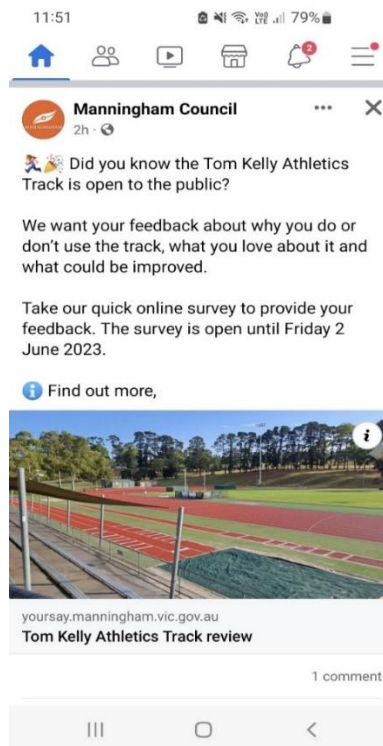 11:51
79%
2
Manningham Council
2h
Did you know the Tom Kelly Athletics
Track is open to the public?
We want your feedback about why you do or
don't use the track, what you love about it and
what could be improved.
Take our quick online survey to provide your
feedback. The survey is open until Friday 2
June 2023.
Find out more,
yoursay.manningham.vic.gov.au
Tom Kelly Athletics Track review
1 comment